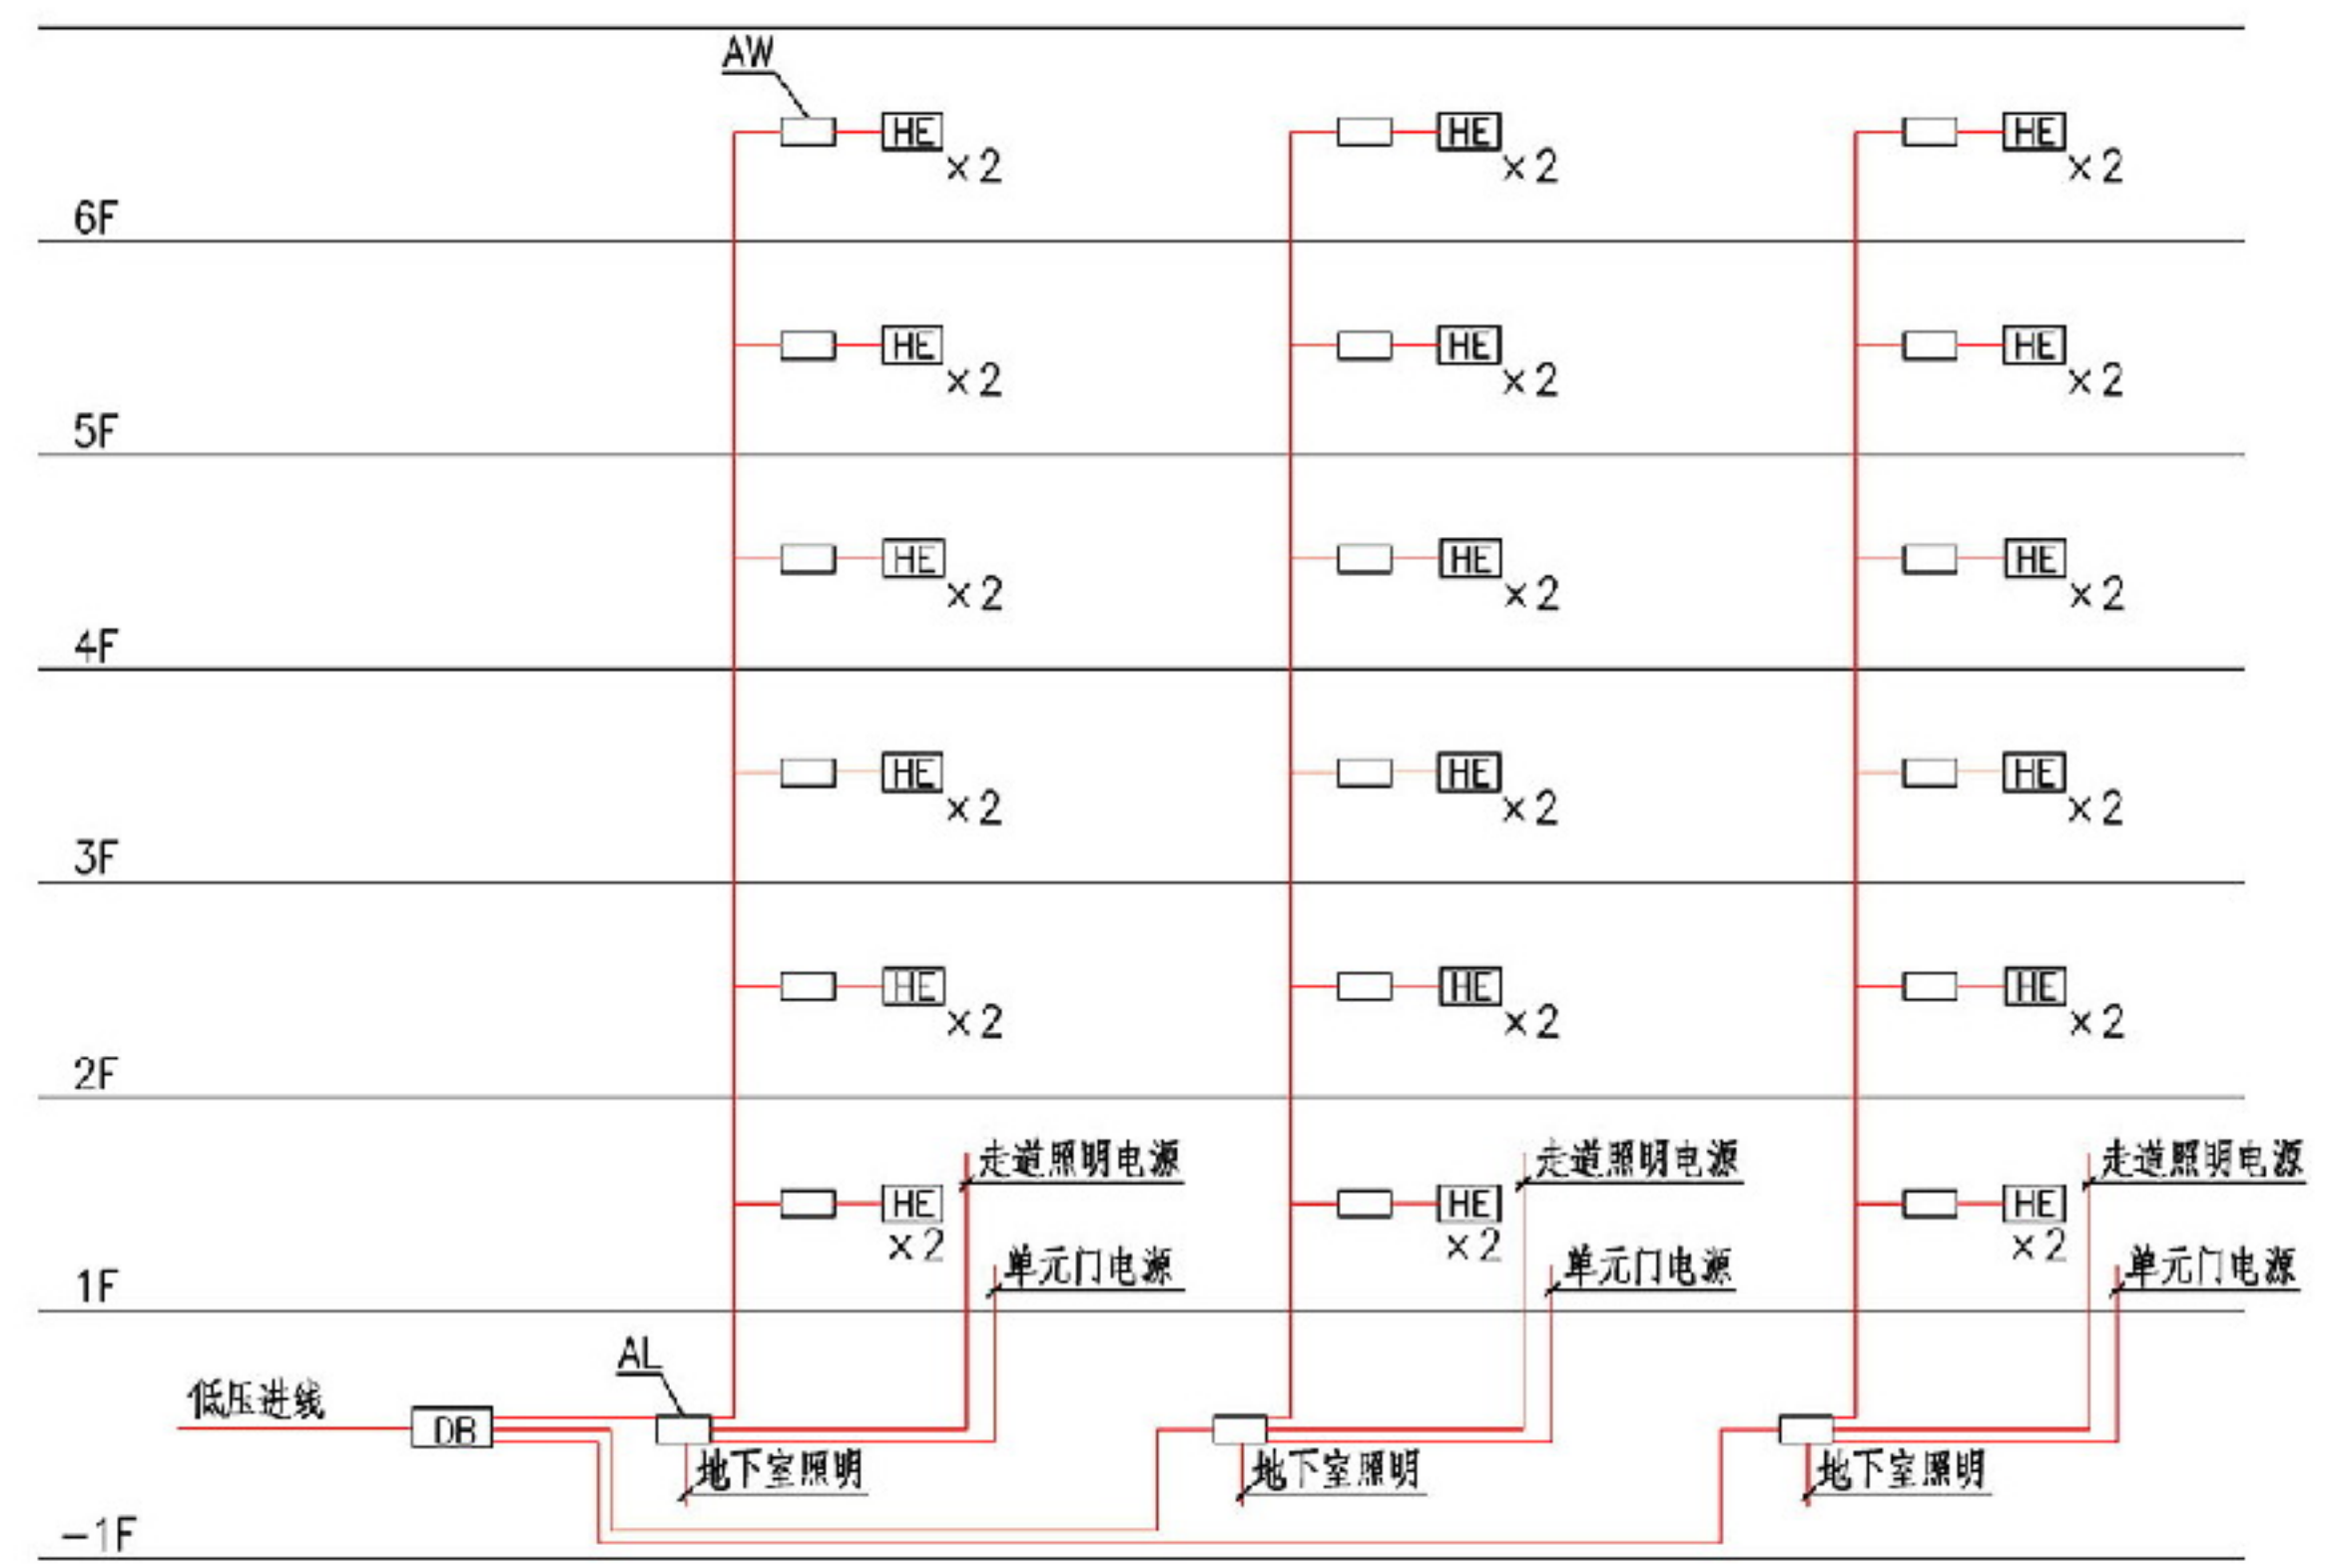 AW
HE HE HE
×2 ×2 ×2
6F
HE HE HE
×2 ×2 ×2
5F
HE HE HE
×2 ×2 ×2
4F
HE HE HE
×2 ×2 ×2
3F
HE HE HE
×2 ×2 ×2
2F
走道照明电源 走道照明电源 走道照明电源
HE HE HE
×2 ×2 ×2
单元门电源 单元门电源 单元门电源
1F
AL
低压进线
DB
地下室照明 地下室照明 地下室照明
-1F